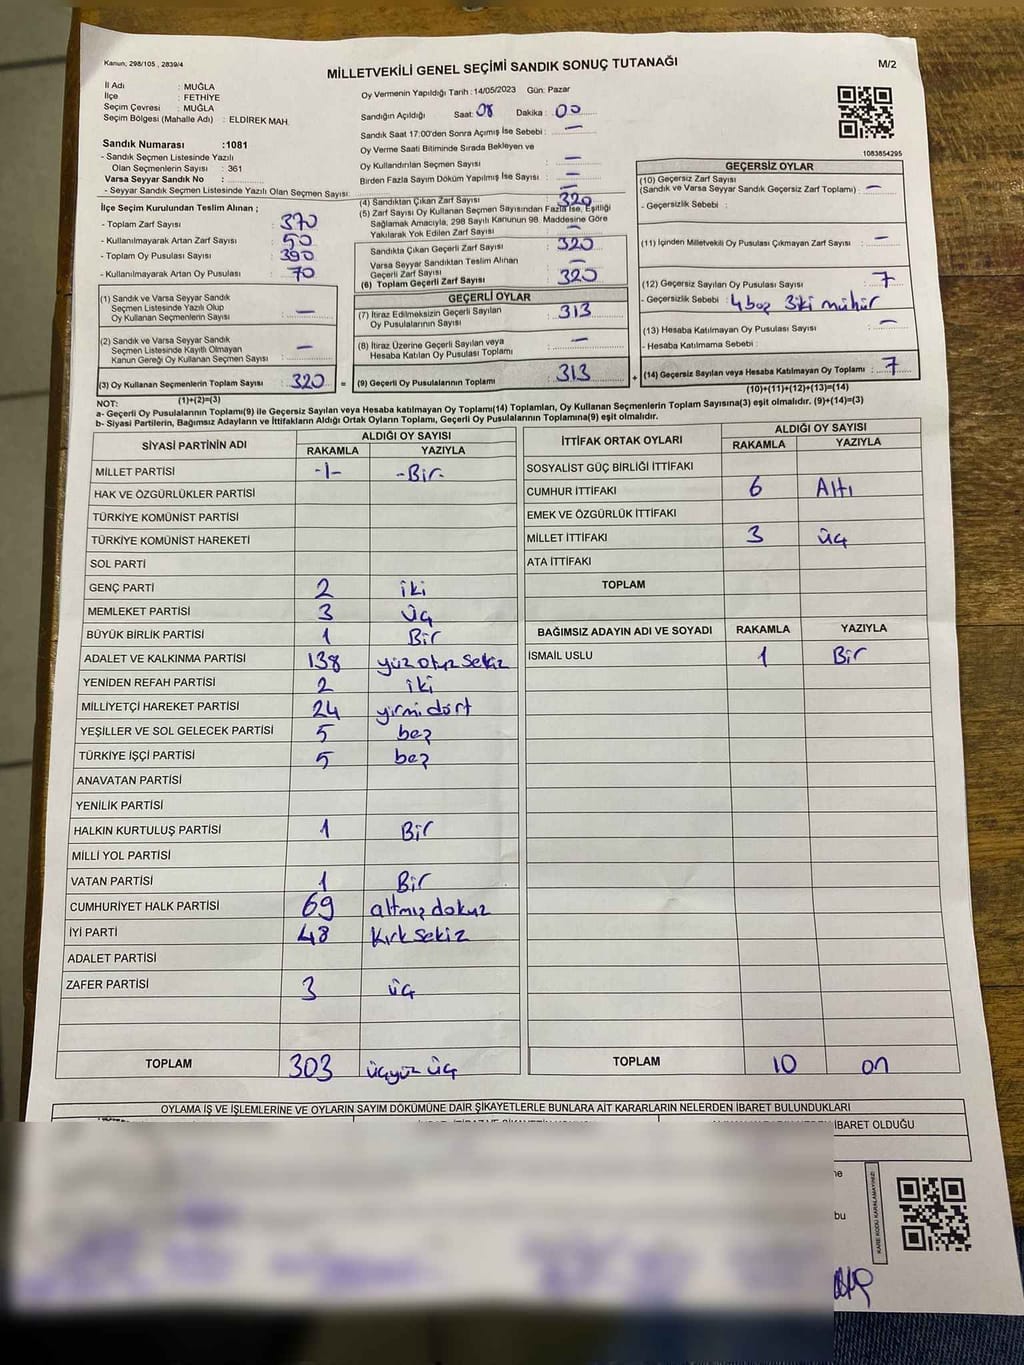 Kanun; 298/105 , 2839/4
MİLLETVEKİLİ GENEL SEÇİMİ SANDIK SONUÇ TUTANAĞI
M/2
İl Adı : MUĞLA
İlçe : FETHİYE
Seçim Çevresi : MUĞLA
Seçim Bölgesi (Mahalle Adı) : ELDİREK MAH.
Sandık Numarası :1081
- Sandık Seçmen Listesinde Yazılı
Olan Seçmenlerin Sayısı : 361
Varsa Seyyar Sandık No :
- Seyyar Sandık Seçmen Listesinde Yazılı Olan Seçmen Sayısı:
Oy Vermenin Yapıldığı Tarih : 14/05/2023 Gün: Pazar
Sandığın Açıldığı Saat: 08 Dakika : 00
Sandık Saat 17:00'den Sonra Açılmış İse Sebebi : —
Oy Verme Saati Bitiminde Sırada Bekleyen ve
Oy Kullandırılan Seçmen Sayısı : —
Birden Fazla Sayım Döküm Yapılmış İse Sayısı : —
1083854295
İlçe Seçim Kurulundan Teslim Alınan ;
- Toplam Zarf Sayısı : 370
- Kullanılmayarak Artan Zarf Sayısı : 50
- Toplam Oy Pusulası Sayısı : 390
- Kullanılmayarak Artan Oy Pusulası : 70
(1) Sandık ve Varsa Seyyar Sandık
Seçmen Listesinde Yazılı Olup
Oy Kullanan Seçmenlerin Sayısı : —
(2) Sandık ve Varsa Seyyar Sandık
Seçmen Listesinde Kayıtlı Olmayan
Kanun Gereği Oy Kullanan Seçmen Sayısı : —
(3) Oy Kullanan Seçmenlerin Toplam Sayısı : 320
(1)+(2)=(3)
(4) Sandıktan Çıkan Zarf Sayısı : 320
(5) Zarf Sayısı Oy Kullanan Seçmen Sayısından Fazla İse, Eşitliği
Sağlamak Amacıyla, 298 Sayılı Kanunun 98. Maddesine Göre
Yakılarak Yok Edilen Zarf Sayısı : —
Sandıkta Çıkan Geçerli Zarf Sayısı : 320
Varsa Seyyar Sandıktan Teslim Alınan
Geçerli Zarf Sayısı : —
(6) Toplam Geçerli Zarf Sayısı : 320
GEÇERLİ OYLAR
(7) İtiraz Edilmeksizin Geçerli Sayılan
Oy Pusulalarının Sayısı : 313
(8) İtiraz Üzerine Geçerli Sayılan veya
Hesaba Katılan Oy Pusulası Toplamı : —
= (9) Geçerli Oy Pusulalarının Toplamı : 313
GEÇERSİZ OYLAR
(10) Geçersiz Zarf Sayısı
(Sandık ve Varsa Seyyar Sandık Geçersiz Zarf Toplamı) : —
- Geçersizlik Sebebi :
(11) İçinden Milletvekili Oy Pusulası Çıkmayan Zarf Sayısı : —
(12) Geçersiz Sayılan Oy Pusulası Sayısı : 7
- Geçersizlik Sebebi : 4 boş 3 iki mühür
(13) Hesaba Katılmayan Oy Pusulası Sayısı : —
- Hesaba Katılmama Sebebi :
+ (14) Geçersiz Sayılan veya Hesaba Katılmayan Oy Toplamı : 7
(10)+(11)+(12)+(13)=(14)
NOT:
a- Geçerli Oy Pusulalarının Toplamı(9) ile Geçersiz Sayılan veya Hesaba katılmayan Oy Toplamı(14) Toplamları, Oy Kullanan Seçmenlerin Toplam Sayısına(3) eşit olmalıdır. (9)+(14)=(3)
b- Siyasi Partilerin, Bağımsız Adayların ve İttifakların Aldığı Ortak Oyların Toplamı, Geçerli Oy Pusulalarının Toplamına(9) eşit olmalıdır.
SİYASİ PARTİNİN ADI ALDIĞI OY SAYISI
RAKAMLA YAZIYLA
MİLLET PARTİSİ -1- -Bir-
HAK VE ÖZGÜRLÜKLER PARTİSİ
TÜRKİYE KOMÜNİST PARTİSİ
TÜRKİYE KOMÜNİST HAREKETİ
SOL PARTİ
GENÇ PARTİ 2 iki
MEMLEKET PARTİSİ 3 üç
BÜYÜK BİRLİK PARTİSİ 1 Bir
ADALET VE KALKINMA PARTİSİ 138 yüz otuz sekiz
YENİDEN REFAH PARTİSİ 2 iki
MİLLİYETÇİ HAREKET PARTİSİ 24 yirmi dört
YEŞİLLER VE SOL GELECEK PARTİSİ 5 beş
TÜRKİYE İŞÇİ PARTİSİ 5 beş
ANAVATAN PARTİSİ
YENİLİK PARTİSİ
HALKIN KURTULUŞ PARTİSİ 1 Bir
MİLLİ YOL PARTİSİ
VATAN PARTİSİ 1 Bir
CUMHURİYET HALK PARTİSİ 69 altmış dokuz
İYİ PARTİ 48 kırk sekiz
ADALET PARTİSİ
ZAFER PARTİSİ 3 üç
TOPLAM 303 üçyüz üç
İTTİFAK ORTAK OYLARI ALDIĞI OY SAYISI
RAKAMLA YAZIYLA
SOSYALİST GÜÇ BİRLİĞİ İTTİFAKI
CUMHUR İTTİFAKI 6 Altı
EMEK VE ÖZGÜRLÜK İTTİFAKI
MİLLET İTTİFAKI 3 üç
ATA İTTİFAKI
TOPLAM
BAĞIMSIZ ADAYIN ADI VE SOYADI RAKAMLA YAZIYLA
İSMAİL USLU 1 Bir
TOPLAM 10 on
OYLAMA İŞ VE İŞLEMLERİNE VE OYLARIN SAYIM DÖKÜMÜNE DAİR ŞİKAYETLERLE BUNLARA AİT KARARLARIN NELERDEN İBARET BULUNDUKLARI
İBARET OLDUĞU
ne
bu
KARE KODU KARALAMAYINIZ!